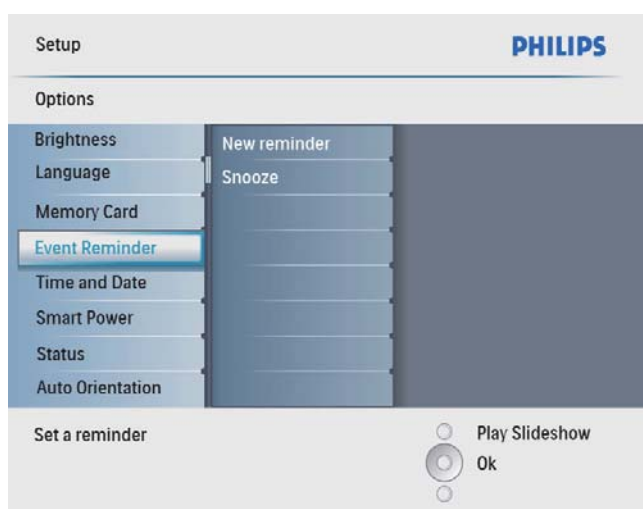 Setup
PHILIPS
Options
Brightness
Language
Memory Card
Event Reminder
Time and Date
Smart Power
Status
Auto Orientation
New reminder
Snooze
Set a reminder
Play Slideshow
Ok